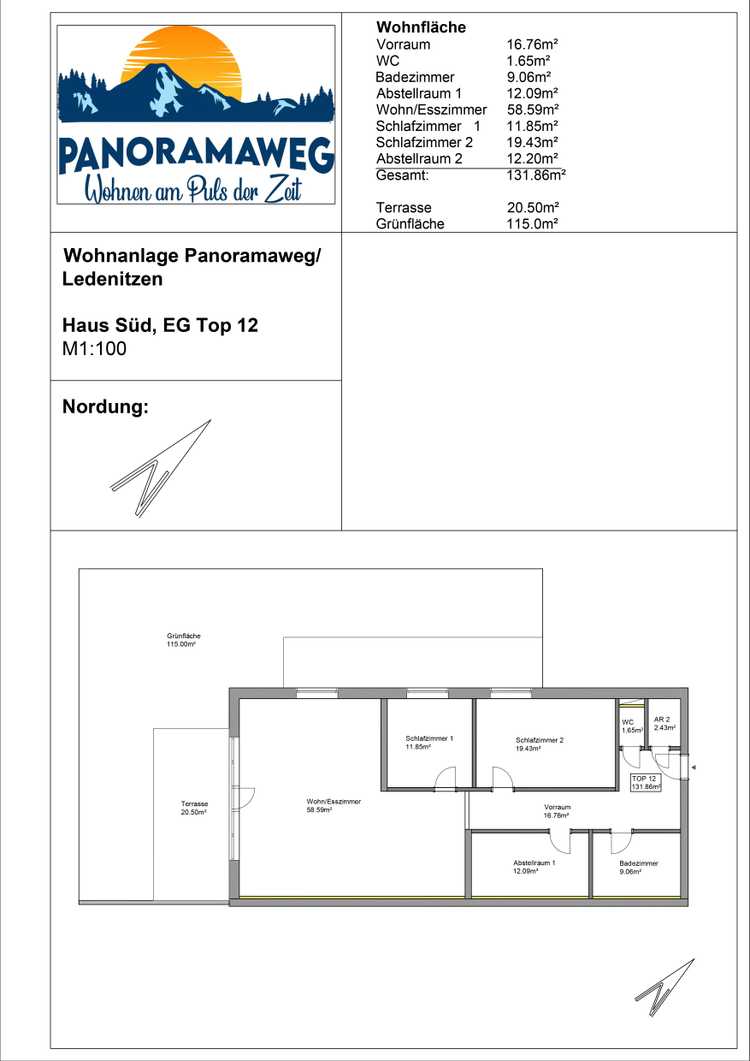 PANORAMAWEG
Wohnen am Puls der Zeit
Wohnfläche
Vorraum 16.76m²
WC 1.65m²
Badezimmer 9.06m²
Abstellraum 1 12.09m²
Wohn/Esszimmer 58.59m²
Schlafzimmer 1 11.85m²
Schlafzimmer 2 19.43m²
Abstellraum 2 12.20m²
Gesamt: 131.86m²
Terrasse 20.50m²
Grünfläche 115.0m²
Wohnanlage Panoramaweg/
Ledenitzen
Haus Süd, EG Top 12
M1:100
Nordung:
N
Grünfläche
115.00m²
Schlafzimmer 1
11.85m²
Schlafzimmer 2
19.43m²
WC
1.65m²
AR 2
2.43m²
TOP 12
131.86m²
Terrasse
20.50m²
Wohn/Esszimmer
58.59m²
Vorraum
16.76m²
Abstellraum 1
12.09m²
Badezimmer
9.06m²
N